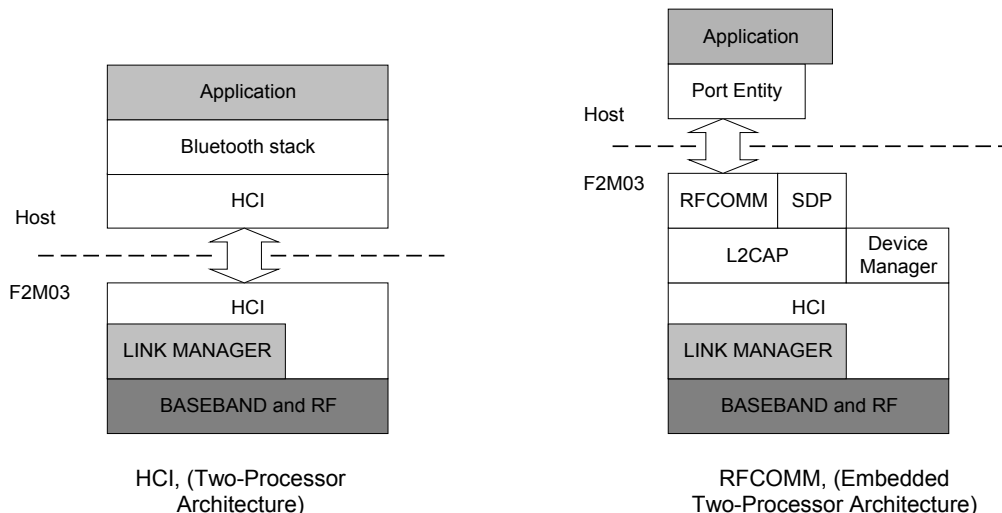 Application
Bluetooth stack
HCI
Host
F2M03
HCI
LINK MANAGER
BASEBAND and RF
HCI, (Two-Processor
Architecture)
Application
Port Entity
Host
F2M03
RFCOMM
SDP
L2CAP
Device
Manager
HCI
LINK MANAGER
BASEBAND and RF
RFCOMM, (Embedded
Two-Processor Architecture)